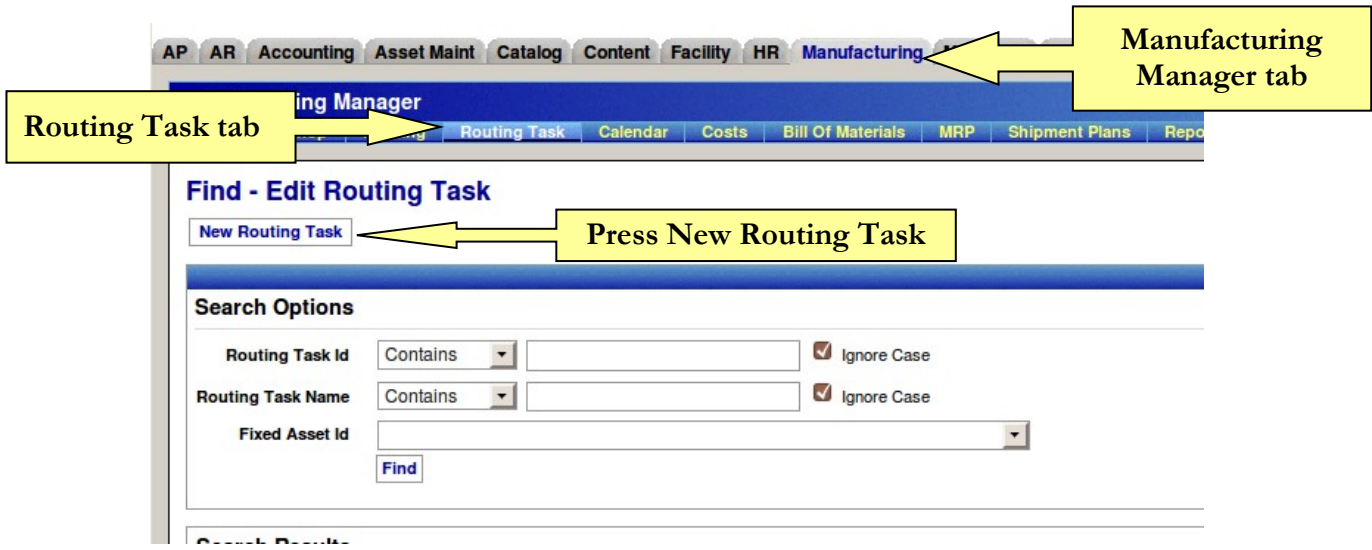 Manufacturing
Manager tab
AP AR Accounting Asset Maint Catalog Content Facility HR Manufacturing
ing Manager
Routing Task tab
Routing Task Calendar Costs Bill Of Materials MRP Shipment Plans Repo
Find - Edit Routing Task
New Routing Task
Press New Routing Task
Search Options
Routing Task Id Contains Ignore Case
Routing Task Name Contains Ignore Case
Fixed Asset Id
Find
Search Results